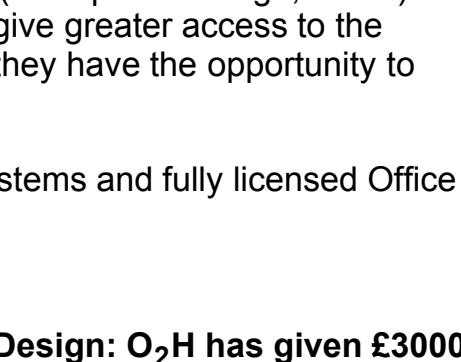 give greater access to the
they have the opportunity to
stems and fully licensed Office
Design: O₂H has given £3000